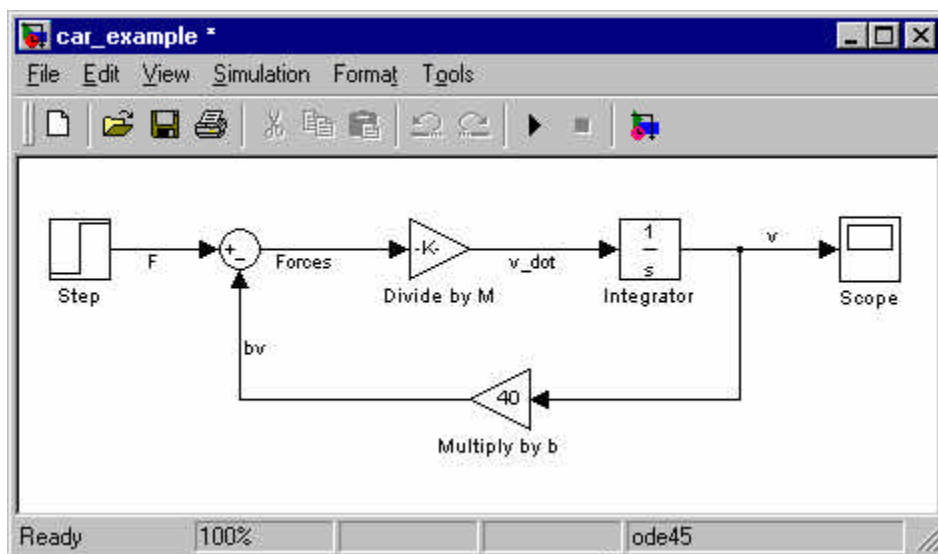 car_example *
File Edit View Simulation Format Tools
F
+
-
Forces
-K-
v_dot
1
s
v
Step
Divide by M
Integrator
Scope
bv
40
Multiply by b
Ready 100% ode45